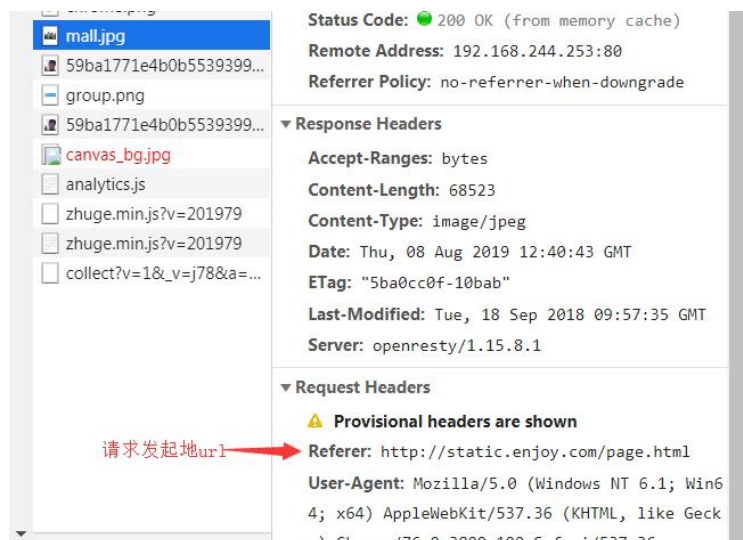 mall.jpg
59ba1771e4b0b5539399...
group.png
59ba1771e4b0b5539399...
canvas_bg.jpg
analytics.js
zhuge.min.js?v=201979
zhuge.min.js?v=201979
collect?v=1&_v=j78&a=...
Status Code: 200 OK (from memory cache)
Remote Address: 192.168.244.253:80
Referrer Policy: no-referrer-when-downgrade
Response Headers
Accept-Ranges: bytes
Content-Length: 68523
Content-Type: image/jpeg
Date: Thu, 08 Aug 2019 12:40:43 GMT
ETag: "5ba0cc0f-10bab"
Last-Modified: Tue, 18 Sep 2018 09:57:35 GMT
Server: openresty/1.15.8.1
Request Headers
Provisional headers are shown
请求发起地url
Referer: http://static.enjoy.com/page.html
User-Agent: Mozilla/5.0 (Windows NT 6.1; Win6
4; x64) AppleWebKit/537.36 (KHTML, like Geck